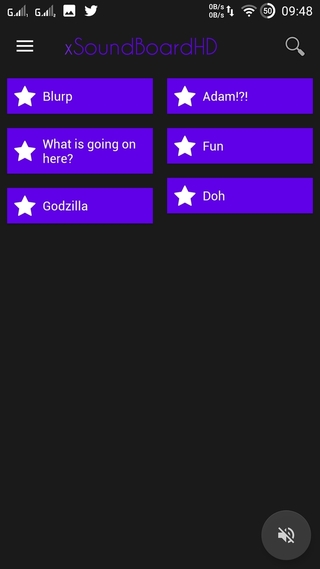 G G 0B/s 0B/s 50 09:48
xSoundBoardHD
Blurp
Adam!?!
What is going on
here?
Fun
Godzilla
Doh